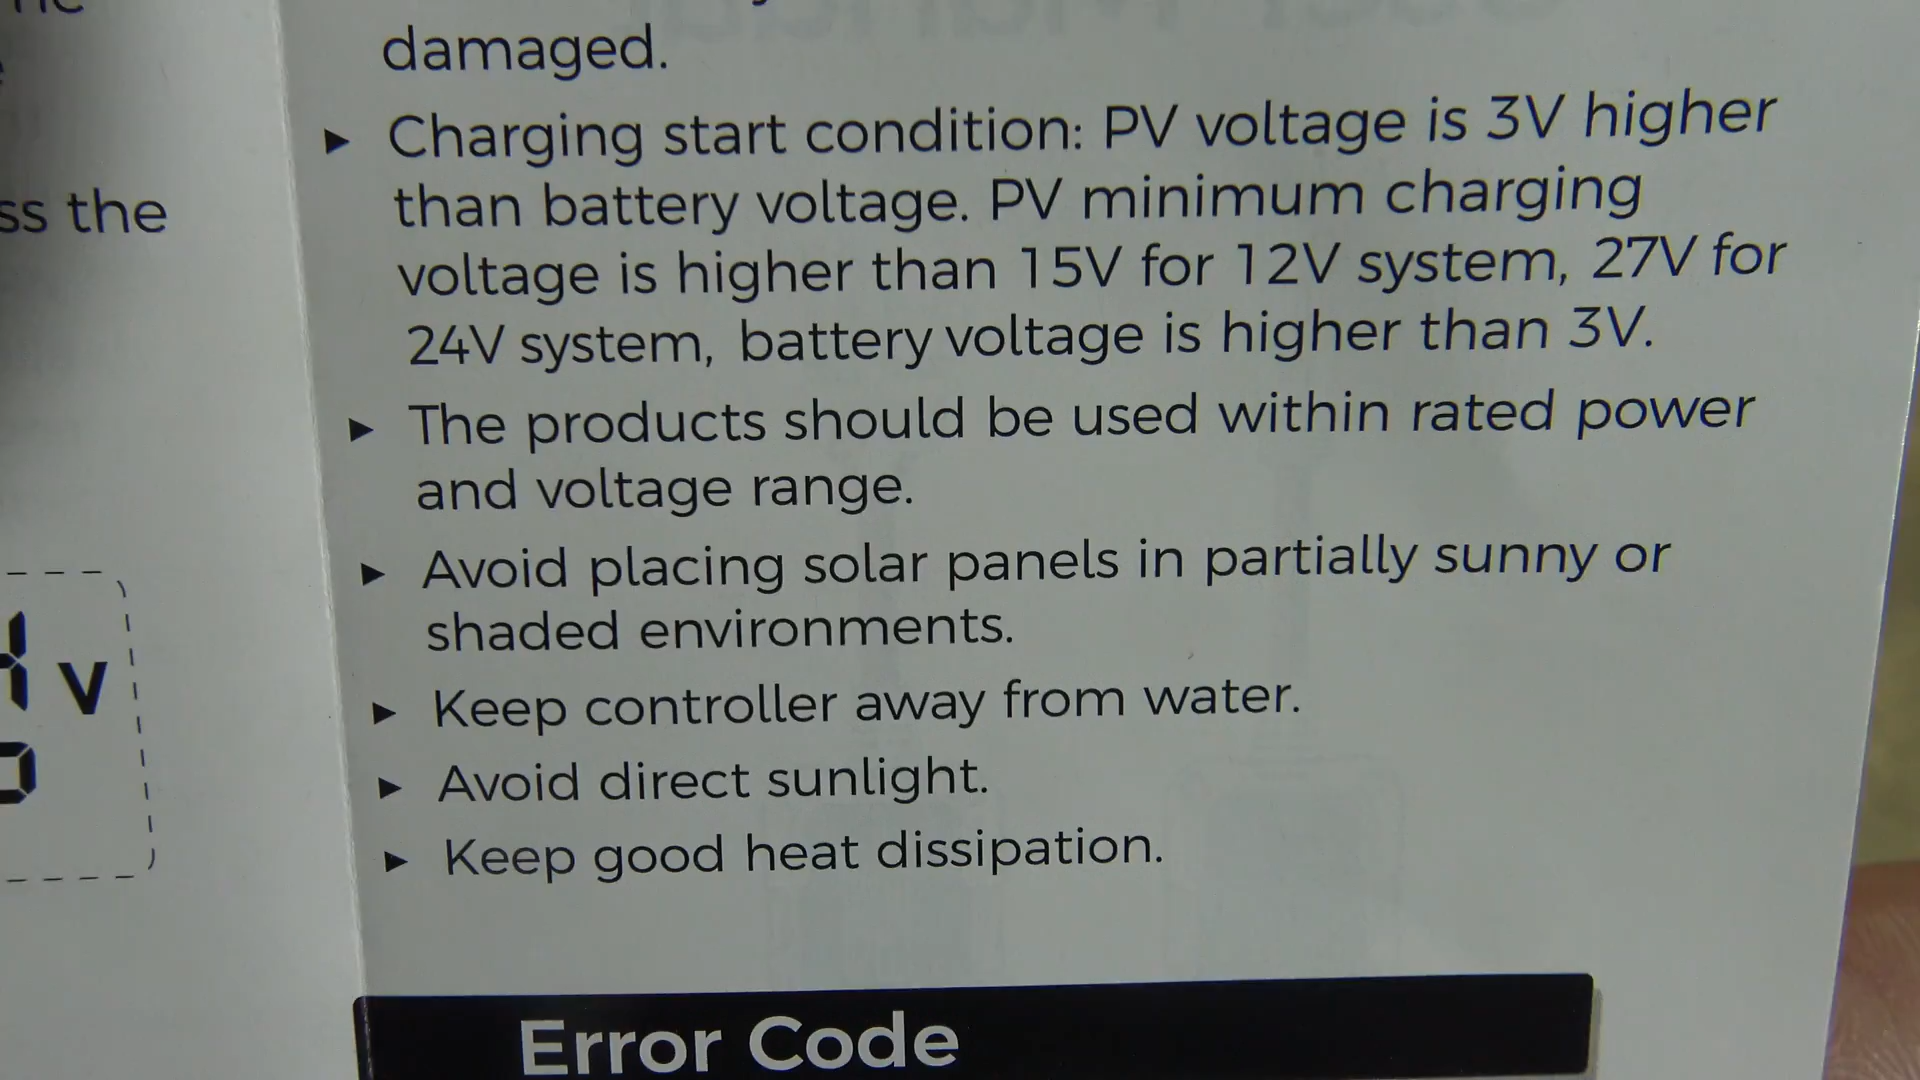 ss the
V
damaged.
► Charging start condition: PV voltage is 3V higher
than battery voltage. PV minimum charging
voltage is higher than 15V for 12V system, 27V for
24V system, battery voltage is higher than 3V.
► The products should be used within rated power
and voltage range.
► Avoid placing solar panels in partially sunny or
shaded environments.
► Keep controller away from water.
► Avoid direct sunlight.
► Keep good heat dissipation.
Error Code